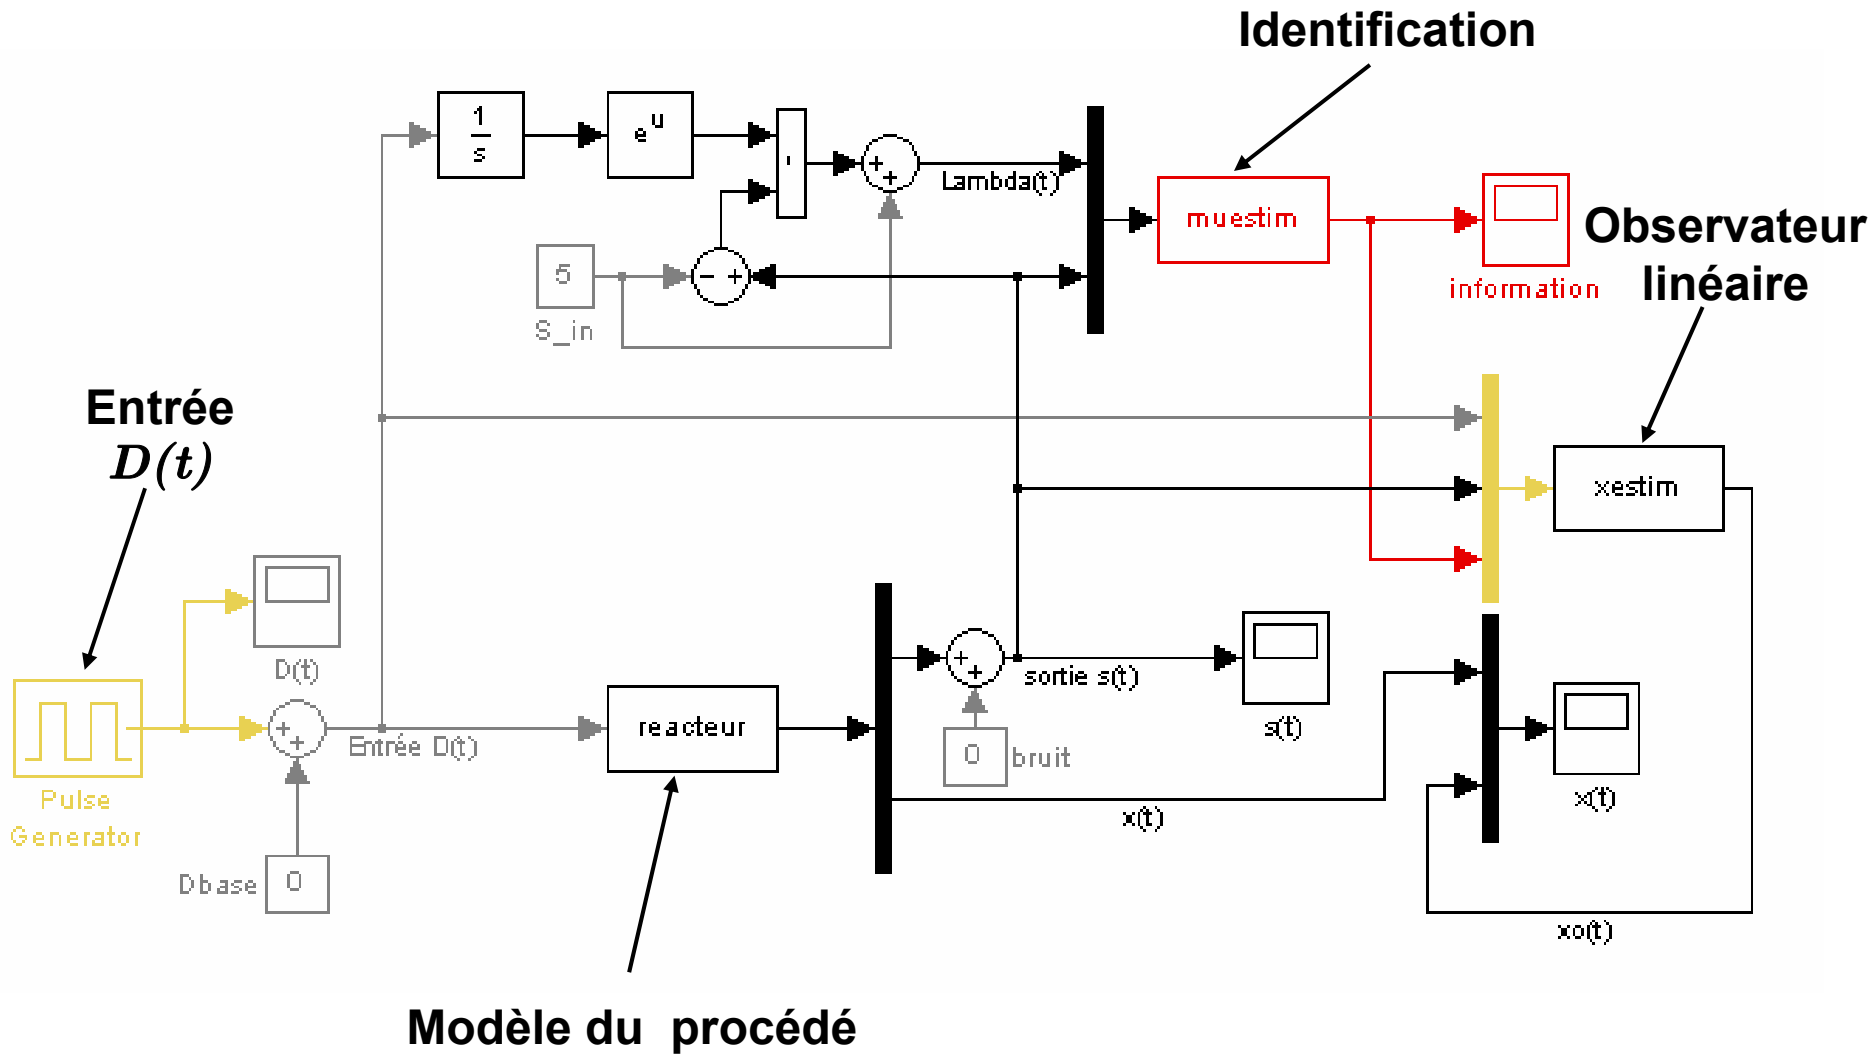 Identification
1
s
e^u
+
+
Lambda(t)
muestim
information
Observateur
linéaire
5
S_in
- +
Entrée
D(t)
xestim
D(t)
+
+
Entrée D(t)
reacteur
+
+
sortie s(t)
s(t)
0
bruit
x(t)
x(t)
Pulse
Generator
Dbase
0
xo(t)
Modèle du procédé